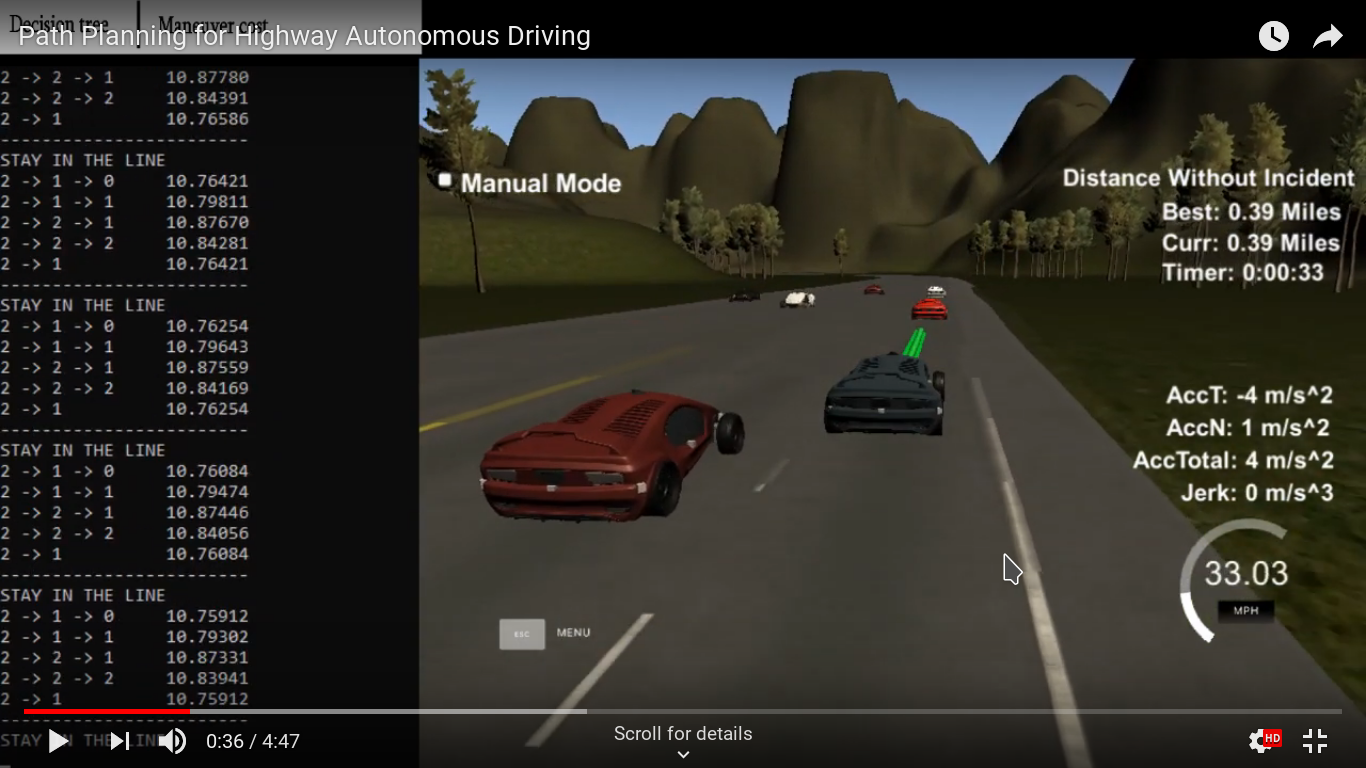 Decision tree | Maneuver cost
Path Planning for Highway Autonomous Driving
2 -> 2 -> 1 10.87780
2 -> 2 -> 2 10.84391
2 -> 1 10.76586
------------------------
STAY IN THE LINE
2 -> 1 -> 0 10.76421
2 -> 1 -> 1 10.79811
2 -> 2 -> 1 10.87670
2 -> 2 -> 2 10.84281
2 -> 1 10.76421
------------------------
STAY IN THE LINE
2 -> 1 -> 0 10.76254
2 -> 1 -> 1 10.79643
2 -> 2 -> 1 10.87559
2 -> 2 -> 2 10.84169
2 -> 1 10.76254
------------------------
STAY IN THE LINE
2 -> 1 -> 0 10.76084
2 -> 1 -> 1 10.79474
2 -> 2 -> 1 10.87446
2 -> 2 -> 2 10.84056
2 -> 1 10.76084
------------------------
STAY IN THE LINE
2 -> 1 -> 0 10.75912
2 -> 1 -> 1 10.79302
2 -> 2 -> 1 10.87331
2 -> 2 -> 2 10.83941
2 -> 1 10.75912
------------------------
STAY IN THE LINE
Manual Mode
Distance Without Incident
Best: 0.39 Miles
Curr: 0.39 Miles
Timer: 0:00:33
AccT: -4 m/s^2
AccN: 1 m/s^2
AccTotal: 4 m/s^2
Jerk: 0 m/s^3
33.03
MPH
ESC MENU
0:36 / 4:47
Scroll for details
HD